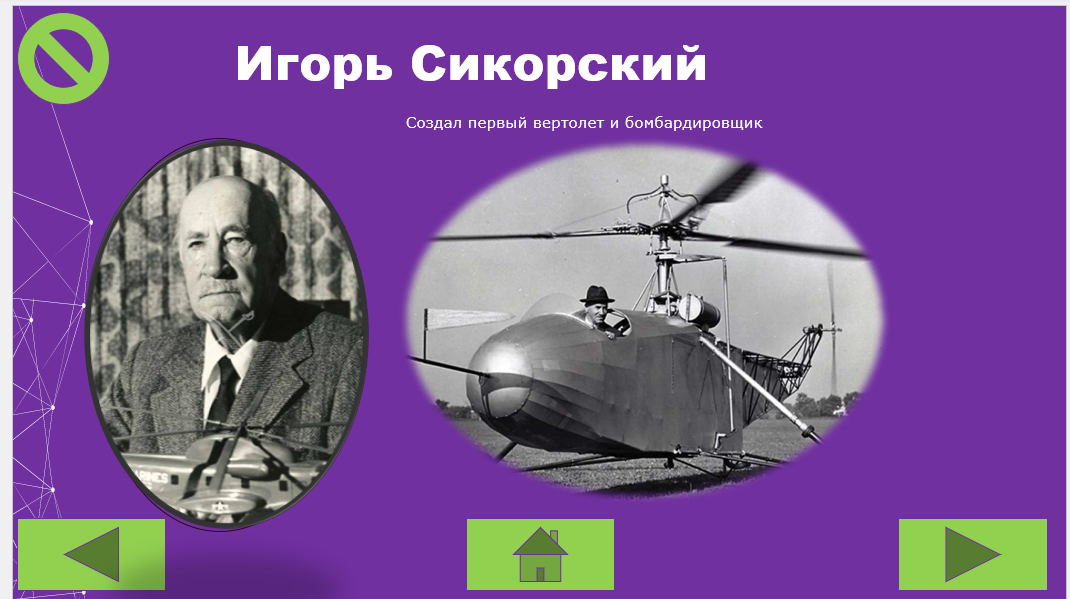 Игорь Сикорский
Создал первый вертолет и бомбардировщик